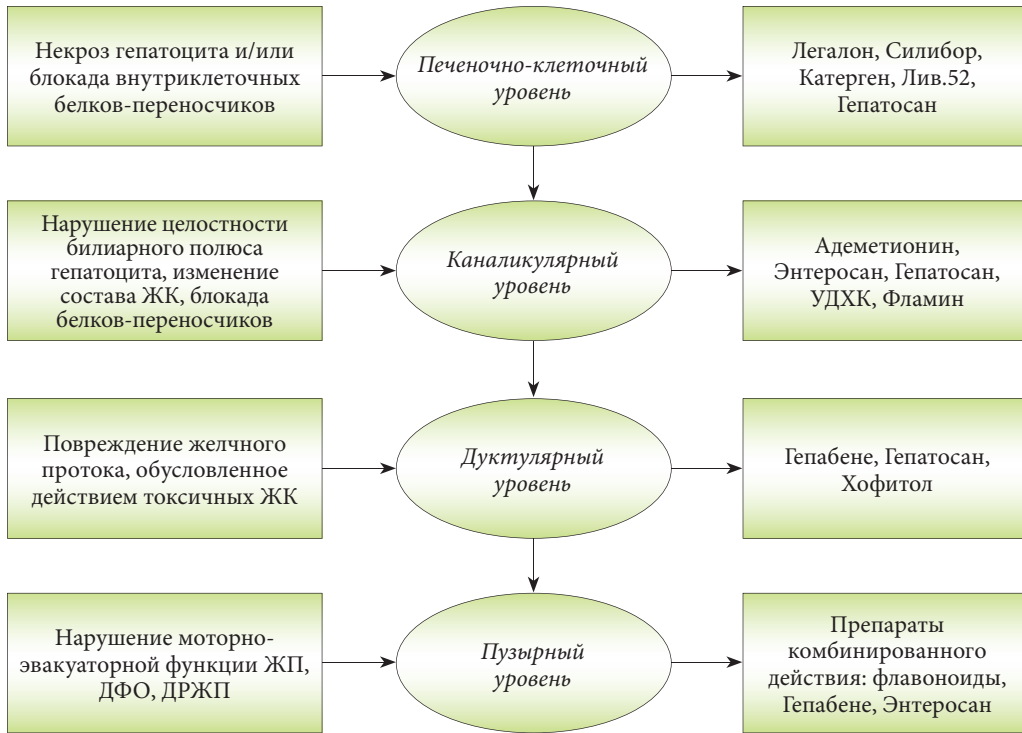 Некроз гепатоцита и/или
блокада внутриклеточных
белков-переносчиков
Печеночно-клеточный
уровень
Легалон, Силибор,
Катерген, Лив.52,
Гепатосан
Нарушение целостности
билиарного полюса
гепатоцита, изменение
состава ЖК, блокада
белков-переносчиков
Каналикулярный
уровень
Адеметионин,
Энтеросан, Гепатосан,
УДХК, Фламин
Повреждение желчного
протока, обусловленное
действием токсичных ЖК
Дуктулярный
уровень
Гепабене, Гепатосан,
Хофитол
Нарушение моторно-
эвакуаторной функции ЖП,
ДФО, ДРЖП
Пузырный
уровень
Препараты
комбинированного
действия: флавоноиды,
Гепабене, Энтеросан